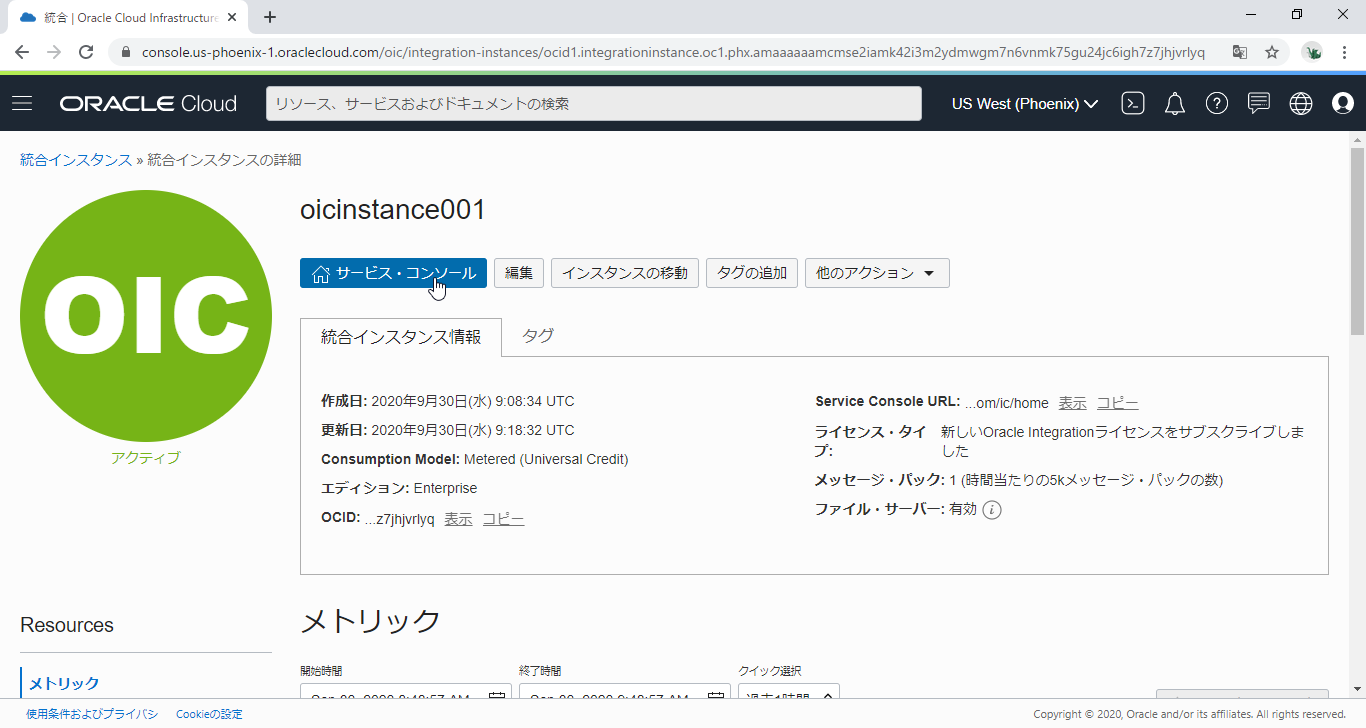 統合 | Oracle Cloud Infrastructure
console.us-phoenix-1.oraclecloud.com/oic/integration-instances/ocid1.integrationinstance.oc1.phx.amaaaaaamcmse2iamk42i3m2ydmwgm7n6vnmk75gu24jc6igh7z7jhjvrlyq
ORACLE Cloud
リソース、サービスおよびドキュメントの検索
US West (Phoenix)
統合インスタンス » 統合インスタンスの詳細
OIC
アクティブ
oicinstance001
サービス・コンソール
編集
インスタンスの移動
タグの追加
他のアクション
統合インスタンス情報
タグ
作成日: 2020年9月30日(水) 9:08:34 UTC
更新日: 2020年9月30日(水) 9:18:32 UTC
Consumption Model: Metered (Universal Credit)
エディション: Enterprise
OCID: ...z7jhjvrlyq 表示 コピー
Service Console URL: ...om/ic/home 表示 コピー
ライセンス・タイプ: 新しいOracle Integrationライセンスをサブスクライブしました
メッセージ・パック: 1 (時間当たりの5kメッセージ・パックの数)
ファイル・サーバー: 有効
Resources
メトリック
メトリック
開始時間
終了時間
クイック選択
過去1時間
使用条件およびプライバシ
Cookieの設定
Copyright © 2020, Oracle and/or its affiliates. All rights reserved.